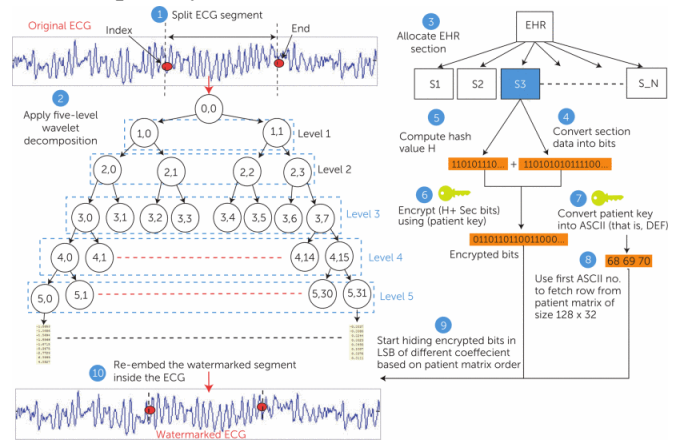 1 Split ECG segment
Original ECG
Index
End
2
Apply five-level
wavelet
decomposition
0,0
1,0 1,1 Level 1
2,0 2,1 2,2 2,3 Level 2
3,0 3,1 3,2 3,3 3,4 3,5 3,6 3,7 Level 3
4,0 4,1 4,14 4,15 Level 4
5,0 5,1 5,30 5,31 Level 5
3
Allocate EHR
section
EHR
S1 S2 S3 S_N
5
Compute hash
value H
4
Convert section
data into bits
110101110... + 110101010111100...
6
Encrypt (H+ Sec bits)
using (patient key)
0110110110011000...
Encrypted bits
7
Convert patient key
into ASCII (that is, DEF)
8 68 69 70
Use first ASCII no.
to fetch row from
patient matrix of
size 128 x 32
9
Start hiding encrypted bits in
LSB of different coeffecient
based on patient matrix order
10 Re-embed the watermarked segment
inside the ECG
Watermarked ECG